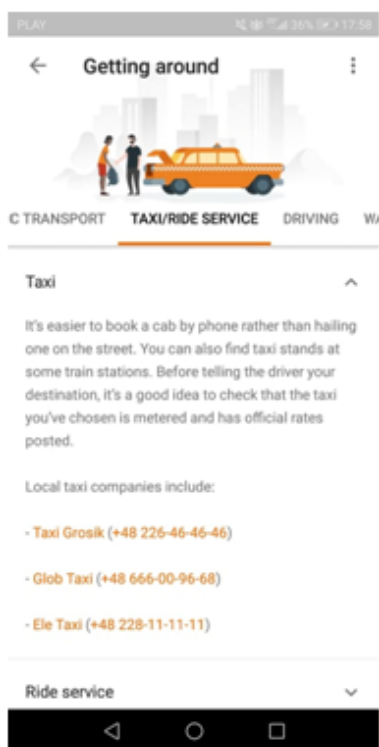 PLAY 36% 17:58
Getting around
C TRANSPORT TAXI/RIDE SERVICE DRIVING WA
Taxi
It's easier to book a cab by phone rather than hailing
one on the street. You can also find taxi stands at
some train stations. Before telling the driver your
destination, it's a good idea to check that the taxi
you've chosen is metered and has official rates
posted.
Local taxi companies include:
- Taxi Grosik (+48 226-46-46-46)
- Glob Taxi (+48 666-00-96-68)
- Ele Taxi (+48 228-11-11-11)
Ride service